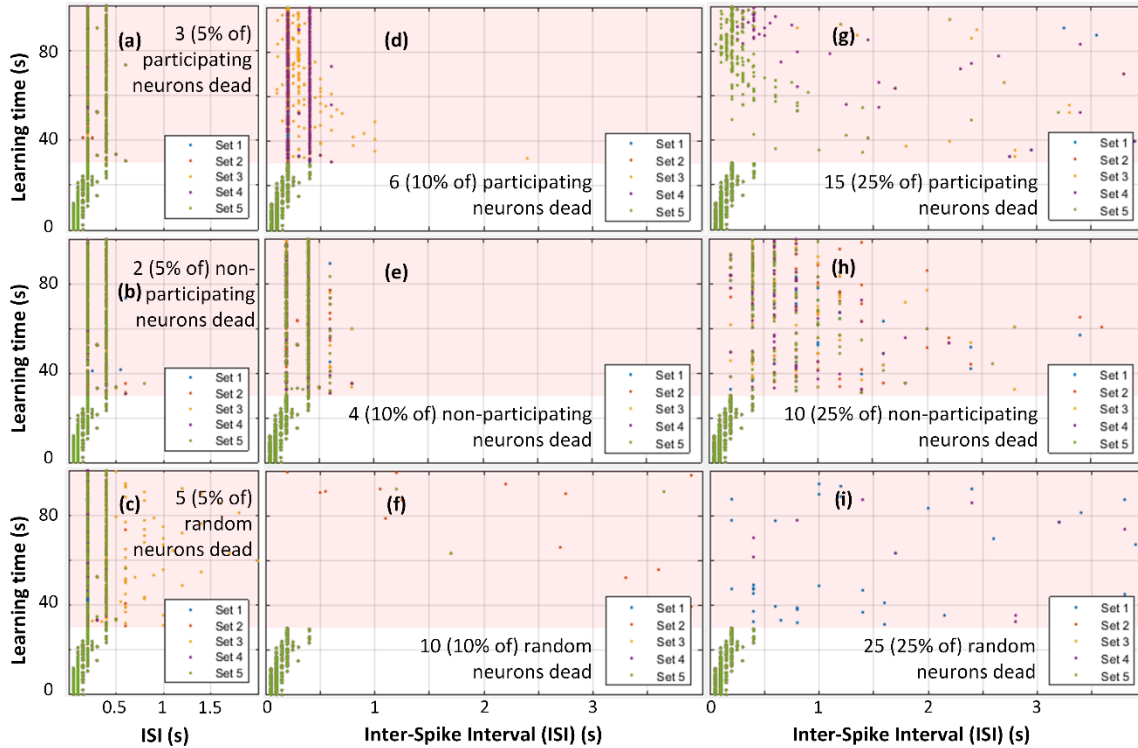 Learning time (s)
80
40
0
(a)
3 (5% of)
participating
neurons dead
Set 1
Set 2
Set 3
Set 4
Set 5
(d)
6 (10% of) participating
neurons dead
Set 1
Set 2
Set 3
Set 4
Set 5
(g)
15 (25% of) participating
neurons dead
Set 1
Set 2
Set 3
Set 4
Set 5
Learning time (s)
80
40
0
2 (5% of) non-
(b) participating
neurons dead
Set 1
Set 2
Set 3
Set 4
Set 5
(e)
4 (10% of) non-participating
neurons dead
Set 1
Set 2
Set 3
Set 4
Set 5
(h)
10 (25% of) non-participating
neurons dead
Set 1
Set 2
Set 3
Set 4
Set 5
Learning time (s)
80
40
0
(c)
5 (5% of)
random
neurons dead
Set 1
Set 2
Set 3
Set 4
Set 5
(f)
10 (10% of) random
neurons dead
Set 1
Set 2
Set 3
Set 4
Set 5
(i)
25 (25% of) random
neurons dead
Set 1
Set 2
Set 3
Set 4
Set 5
0.5 1 1.5
0 1 2 3
0 1 2 3
ISI (s)
Inter-Spike Interval (ISI) (s)
Inter-Spike Interval (ISI) (s)